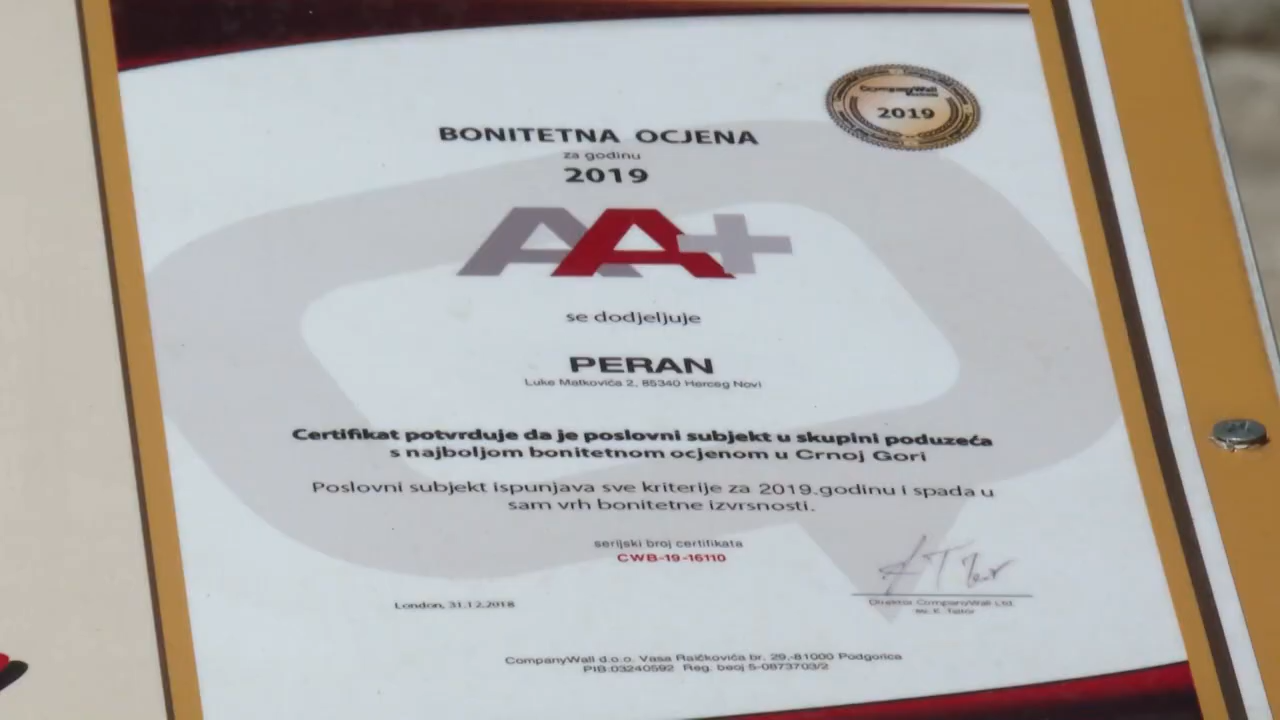 CompanyWall
2019
BONITETNA OCJENA
za godinu
2019
AA+
se dodjeljuje
PERAN
Luke Matkovića 2, 85340 Herceg Novi
Certifikat potvrđuje da je poslovni subjekt u skupini poduzeća
s najboljom bonitetnom ocjenom u Crnoj Gori
Poslovni subjekt ispunjava sve kriterije za 2019.godinu i spada u
sam vrh bonitetne izvrsnosti.
serijski broj certifikata
CWB-19-16110
London, 31.12.2018
Direktor CompanyWall Ltd.
CompanyWall d.o.o. Vasa Raičkovića br. 29,-81000 Podgorica
PIB:03240592 Reg. beoj 5-0873703/2